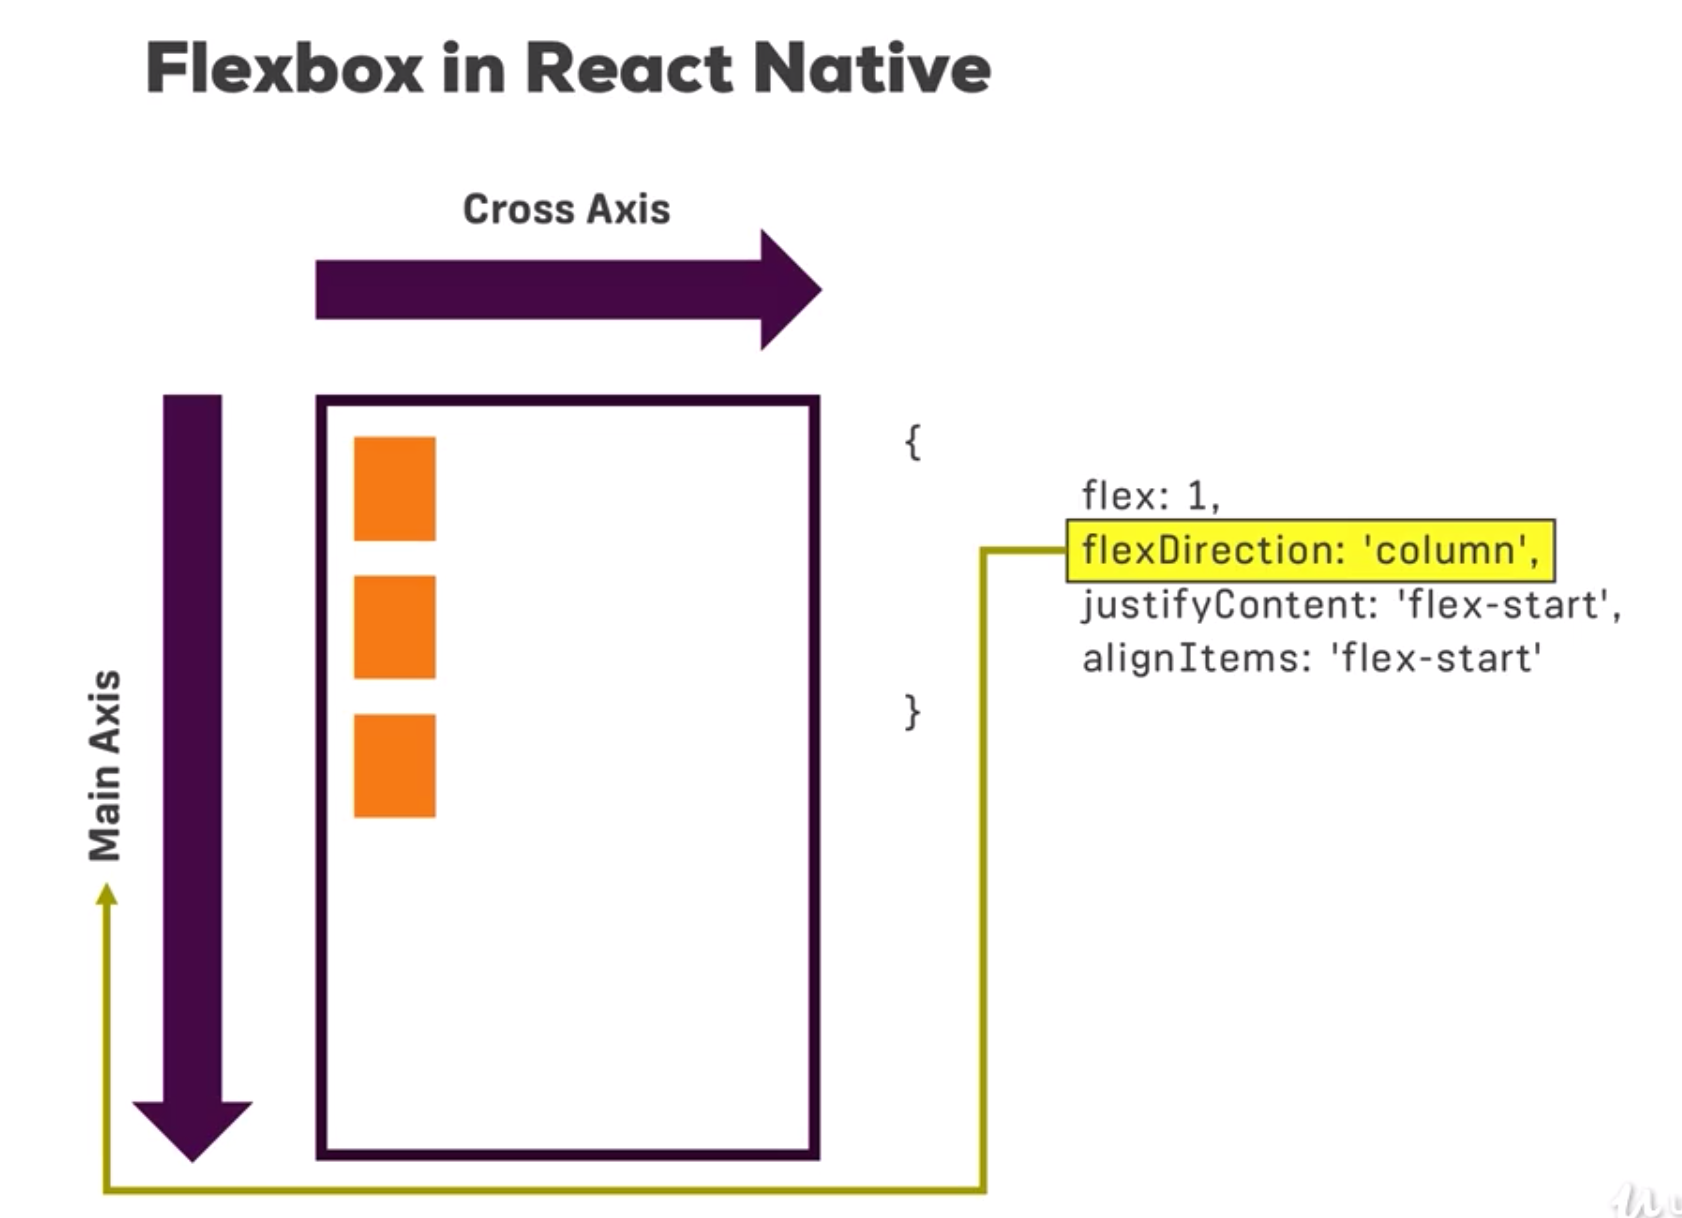 Flexbox in React Native
Cross Axis
Main Axis
{
flex: 1,
flexDirection: 'column',
justifyContent: 'flex-start',
alignItems: 'flex-start'
}